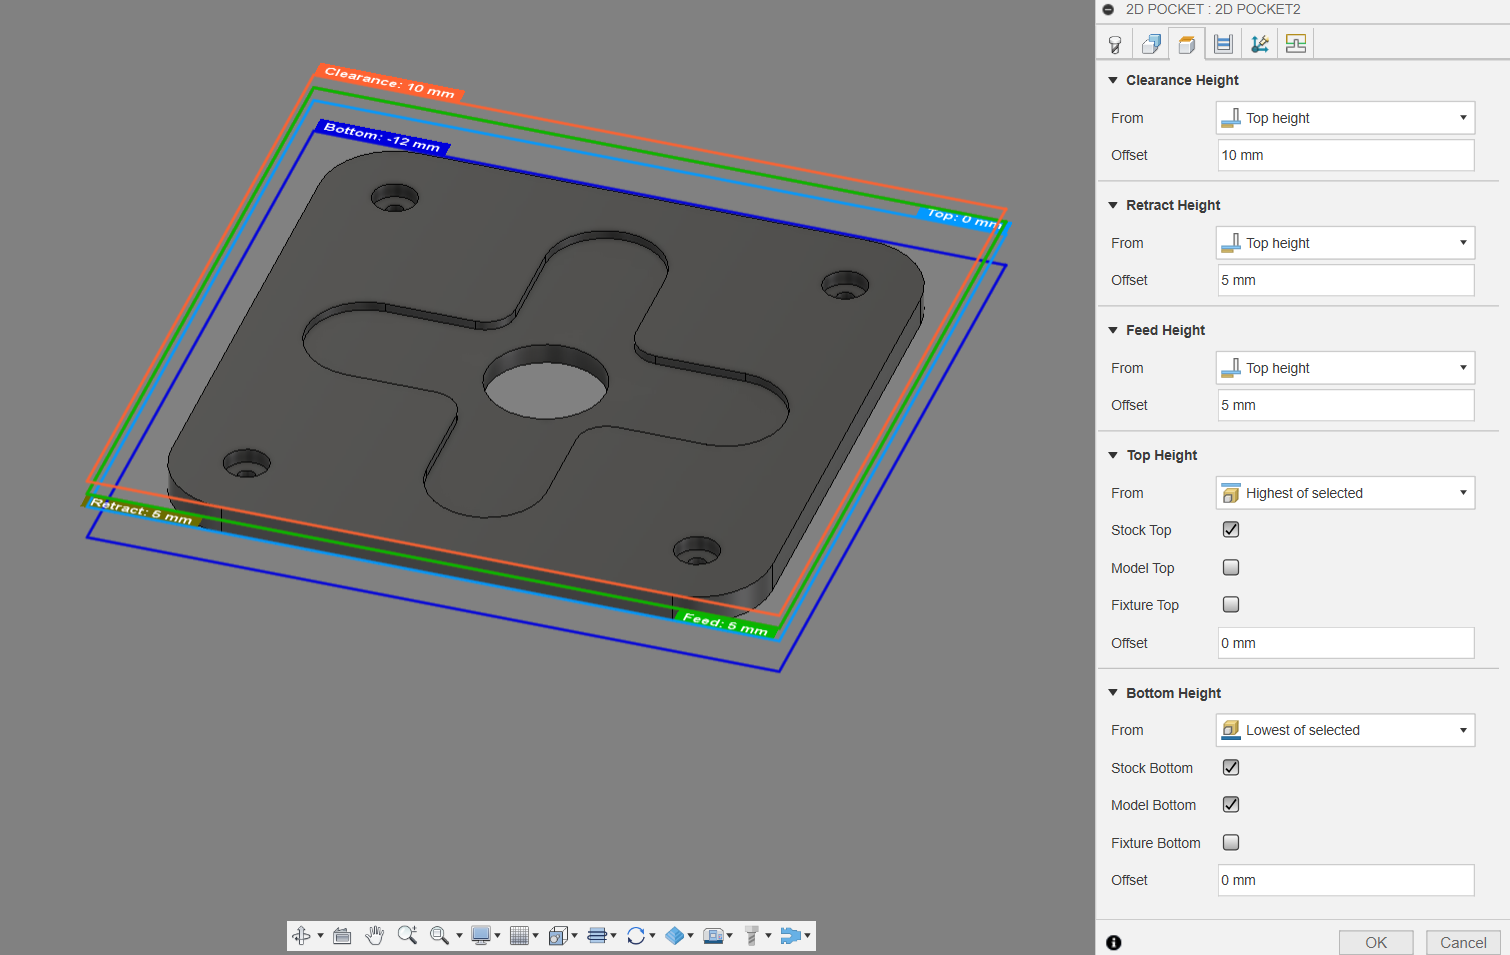 2D POCKET : 2D POCKET2
Clearance: 10 mm
Bottom: -12 mm
Top: 0 mm
Retract: 5 mm
Feed: 5 mm
Clearance Height
From Top height
Offset 10 mm
Retract Height
From Top height
Offset 5 mm
Feed Height
From Top height
Offset 5 mm
Top Height
From Highest of selected
Stock Top
Model Top
Fixture Top
Offset 0 mm
Bottom Height
From Lowest of selected
Stock Bottom
Model Bottom
Fixture Bottom
Offset 0 mm
OK Cancel